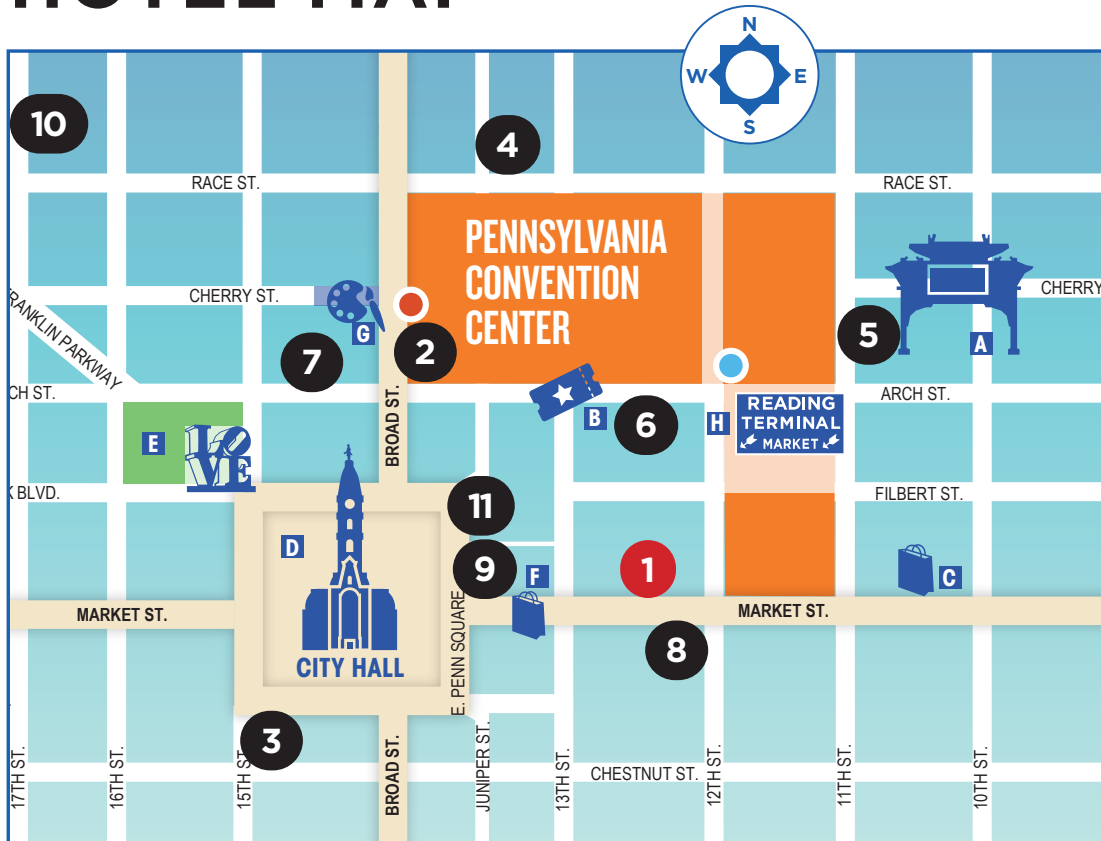 HOTEL MAP
N
W
E
S
10
4
RACE ST.
RACE ST.
PENNSYLVANIA
CONVENTION
CENTER
CHERRY ST.
CHERRY
RANKLIN PARKWAY
G
2
5
A
7
CH ST.
ARCH ST.
BROAD ST.
READING
TERMINAL
MARKET
H
B
6
E
LOVE
K BLVD.
FILBERT ST.
11
D
9
F
1
C
MARKET ST.
MARKET ST.
E. PENN SQUARE
8
CITY HALL
3
CHESTNUT ST.
17TH ST.
16TH ST.
15TH ST.
BROAD ST.
JUNIPER ST.
13TH ST.
12TH ST.
11TH ST.
10TH ST.